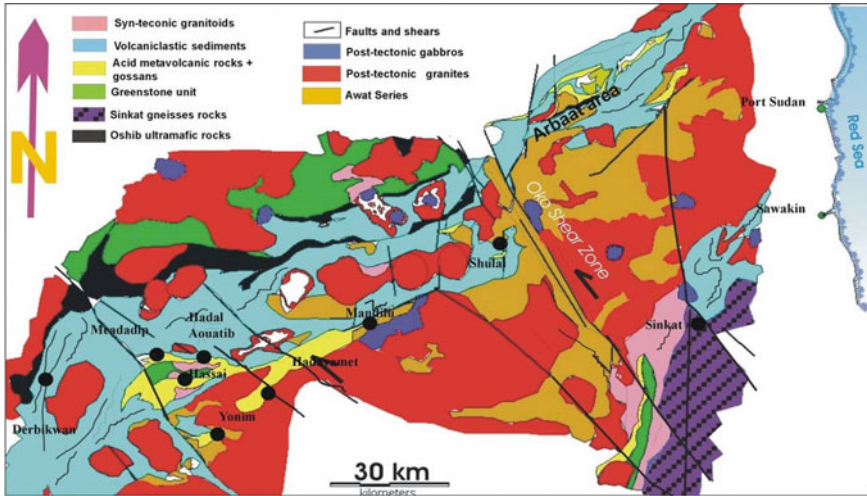 Syn-teconic granitoids
Volcaniclastic sediments
Acid metavolcanic rocks +
gossans
Greenstone unit
Sinkat gneisses rocks
Oshib ultramafic rocks
Faults and shears
Post-tectonic gabbros
Post-tectonic granites
Awat Series
N
Arbaat area
Port Sudan
Red Sea
Sawakin
Oko Shear Zone
Shulai
Sinkat
Mandilu
Hadal
Aouatib
Meadadip
Hadayamet
Hassai
Yonim
Derbikwan
30 km
kilometers